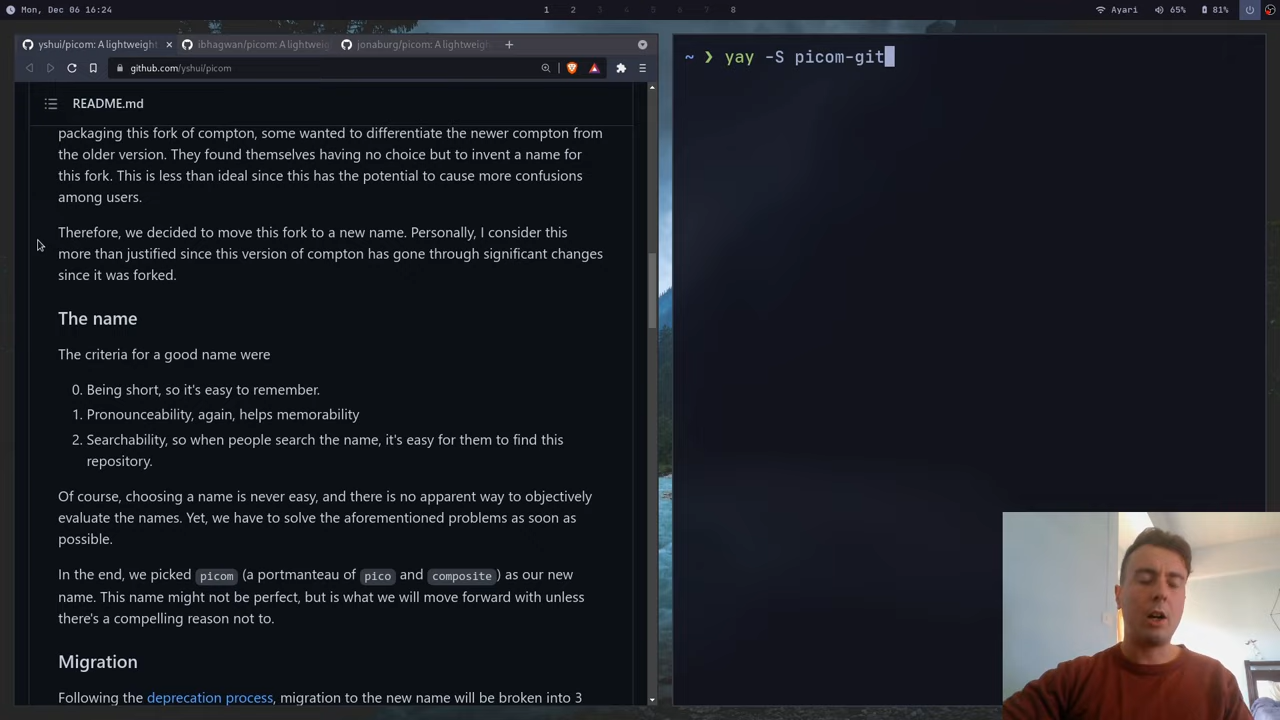 Mon, Dec 06 16:24
1 2 3 4 5 6 7 8
Ayari 65% 81%
yshui/picom: A lightweight
ibhagwan/picom: A lightweig
jonaburg/picom: A lightweig
github.com/yshui/picom
README.md
packaging this fork of compton, some wanted to differentiate the newer compton from
the older version. They found themselves having no choice but to invent a name for
this fork. This is less than ideal since this has the potential to cause more confusions
among users.
Therefore, we decided to move this fork to a new name. Personally, I consider this
more than justified since this version of compton has gone through significant changes
since it was forked.
The name
The criteria for a good name were
0. Being short, so it's easy to remember.
1. Pronounceability, again, helps memorability
2. Searchability, so when people search the name, it's easy for them to find this
repository.
Of course, choosing a name is never easy, and there is no apparent way to objectively
evaluate the names. Yet, we have to solve the aforementioned problems as soon as
possible.
In the end, we picked picom (a portmanteau of pico and composite) as our new
name. This name might not be perfect, but is what we will move forward with unless
there's a compelling reason not to.
Migration
Following the deprecation process, migration to the new name will be broken into 3
~ ❯ yay -S picom-git